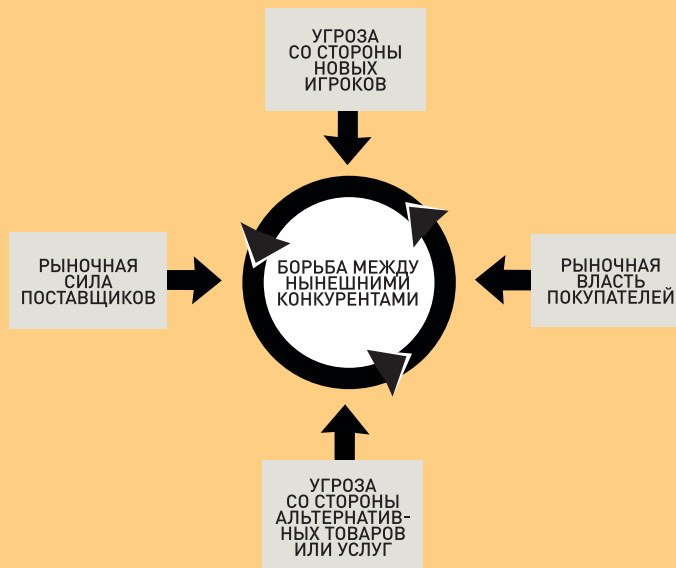 УГРОЗА
СО СТОРОНЫ
НОВЫХ
ИГРОКОВ
РЫНОЧНАЯ
СИЛА
ПОСТАВЩИКОВ
БОРЬБА МЕЖДУ
НЫНЕШНИМИ
КОНКУРЕНТАМИ
РЫНОЧНАЯ
ВЛАСТЬ
ПОКУПАТЕЛЕЙ
УГРОЗА
СО СТОРОНЫ
АЛЬТЕРНАТИВ-
НЫХ ТОВАРОВ
ИЛИ УСЛУГ